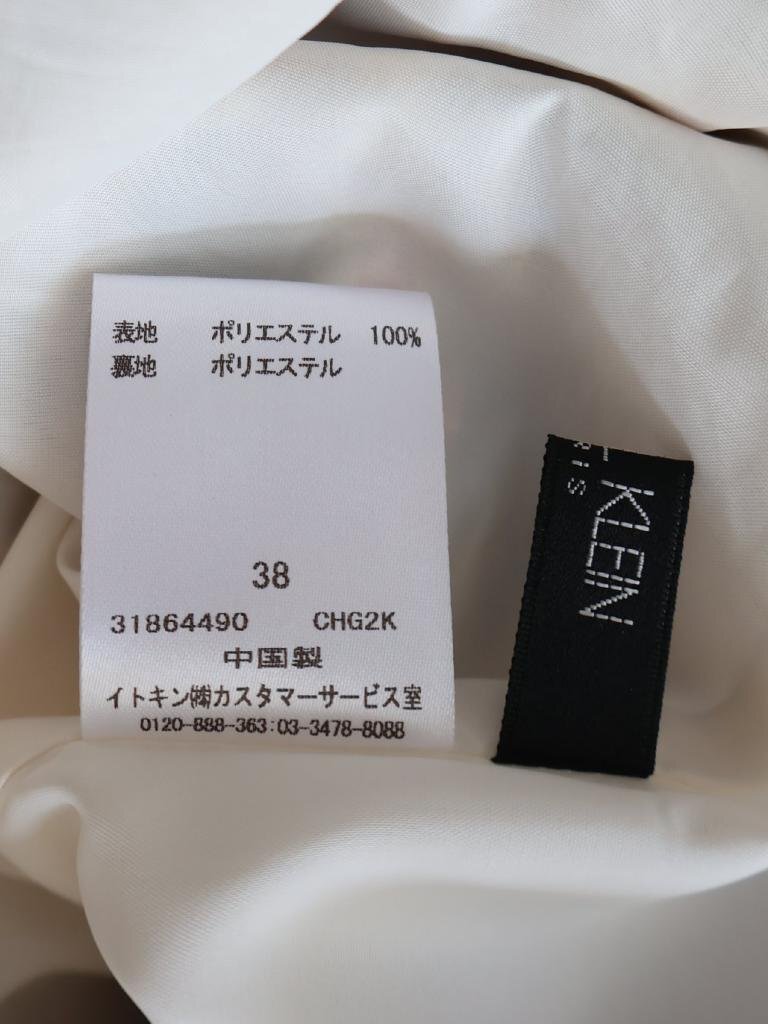 表地 ポリエステル 100%
裏地 ポリエステル
38
31864490 CHG2K
中国製
イトキン㈱カスタマーサービス室
0120-888-363:03-3478-8088
KLEIN
is